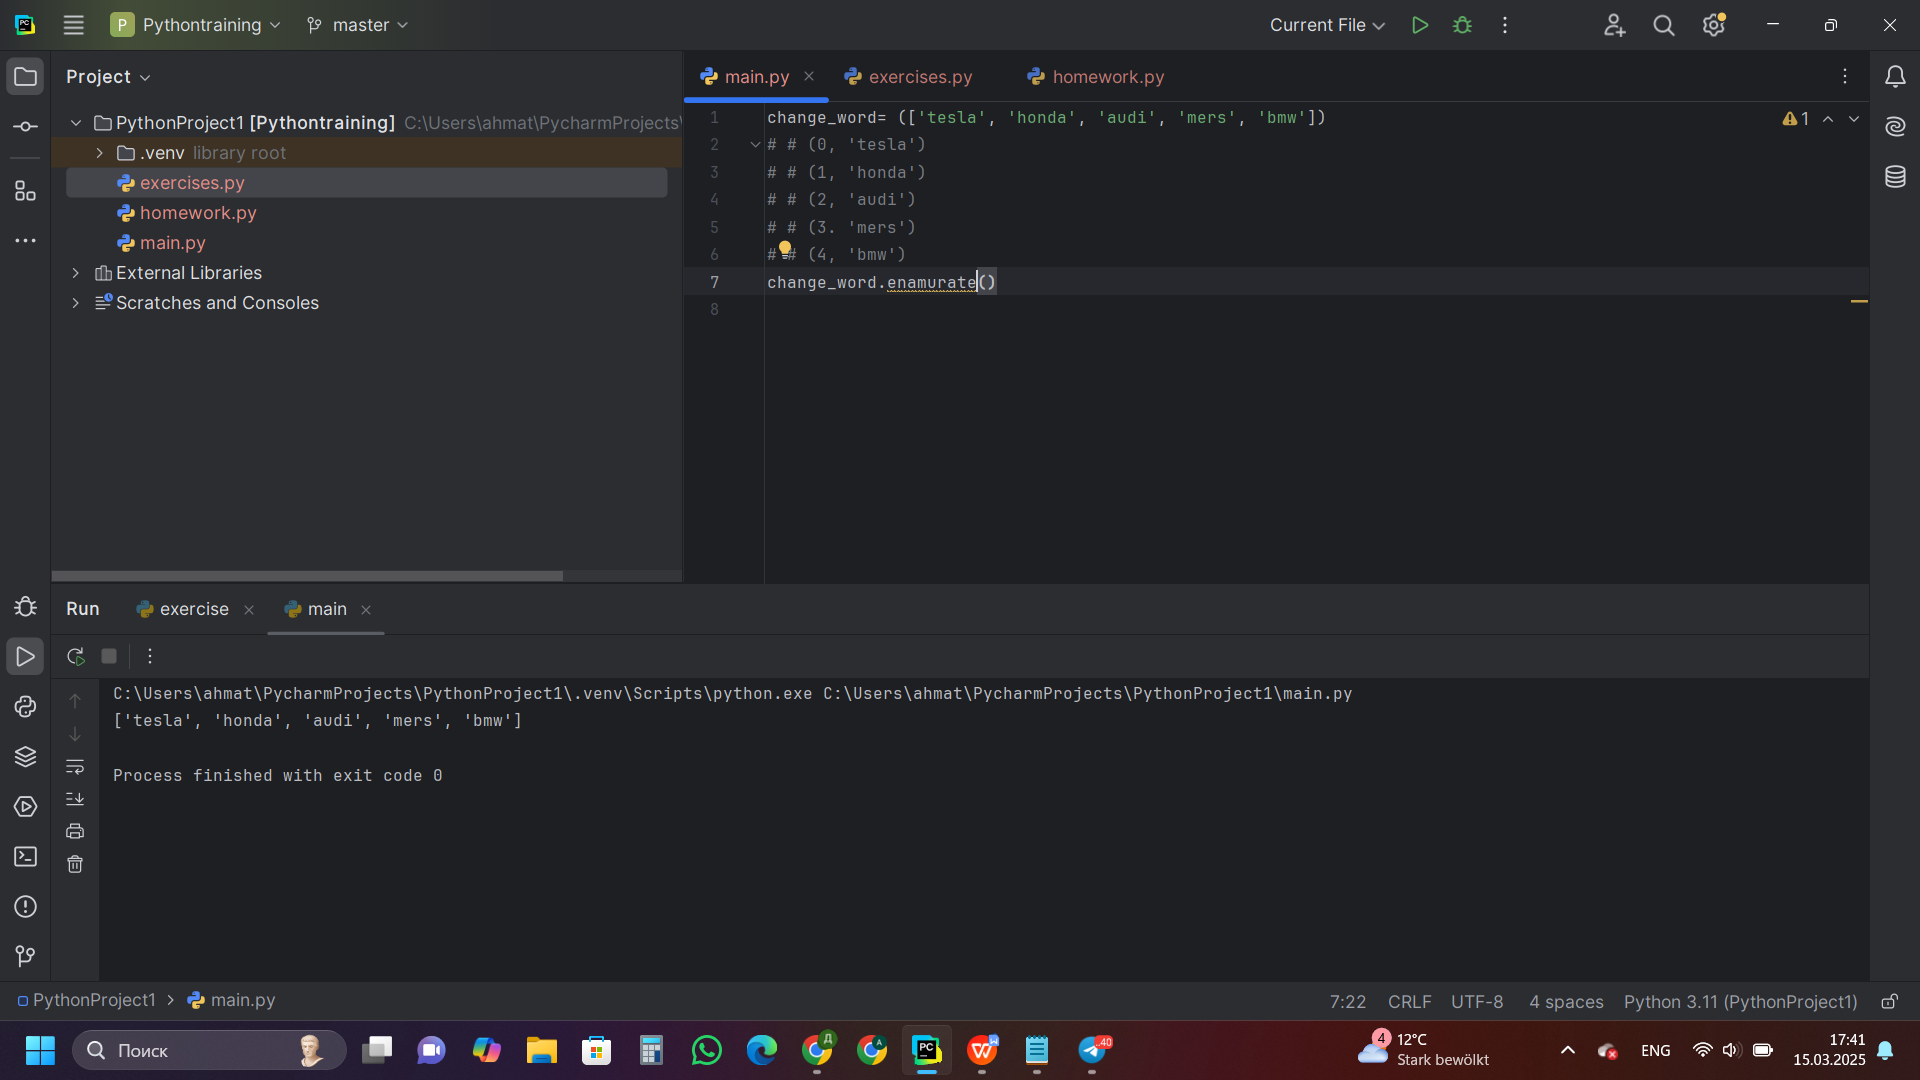 PC
P Pythontraining
master
Current File
Project
main.py
exercises.py
homework.py
PythonProject1 [Pythontraining] C:\Users\ahmat\PycharmProjects\
.venv library root
exercises.py
homework.py
main.py
External Libraries
Scratches and Consoles
1 change_word= (['tesla', 'honda', 'audi', 'mers', 'bmw'])
1
2 # # (0, 'tesla')
3 # # (1, 'honda')
4 # # (2, 'audi')
5 # # (3. 'mers')
6 # # (4, 'bmw')
7 change_word.enamurate()
8
Run
exercise
main
C:\Users\ahmat\PycharmProjects\PythonProject1\.venv\Scripts\python.exe C:\Users\ahmat\PycharmProjects\PythonProject1\main.py
['tesla', 'honda', 'audi', 'mers', 'bmw']
Process finished with exit code 0
PythonProject1 > main.py
7:22 CRLF UTF-8 4 spaces Python 3.11 (PythonProject1)
Поиск
Д
A
PC
W
..40
4
12°C
Stark bewölkt
ENG
17:41
15.03.2025